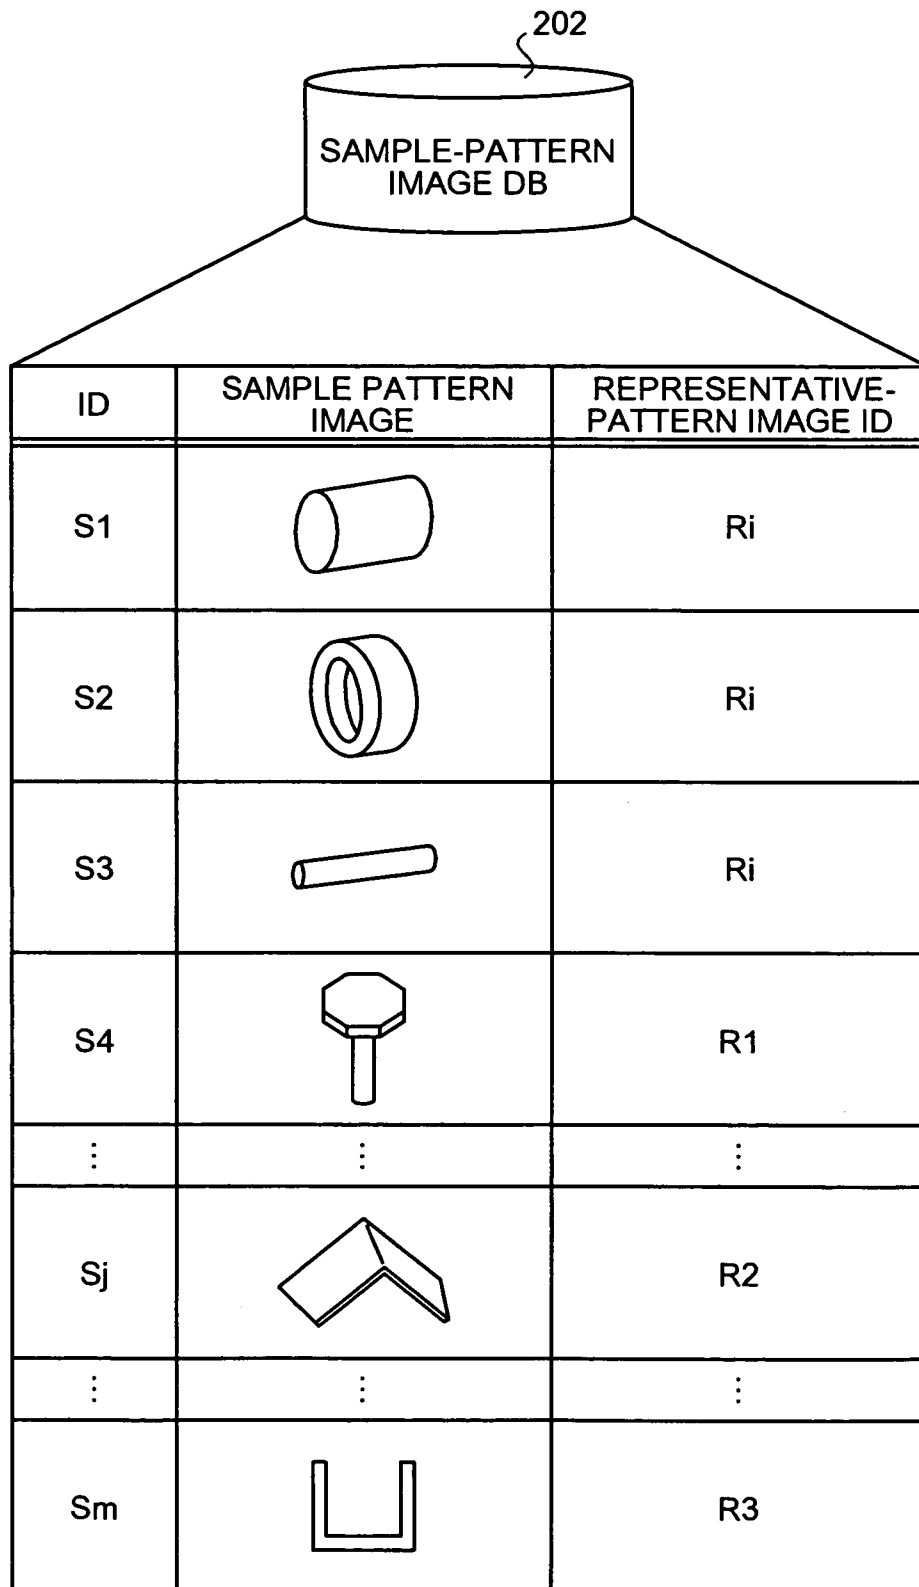 202
SAMPLE-PATTERN
IMAGE DB
ID
SAMPLE PATTERN
IMAGE
REPRESENTATIVE-
PATTERN IMAGE ID
S1
Ri
S2
Ri
S3
Ri
S4
R1
⋮ ⋮ ⋮
Sj
R2
⋮ ⋮ ⋮
Sm
R3